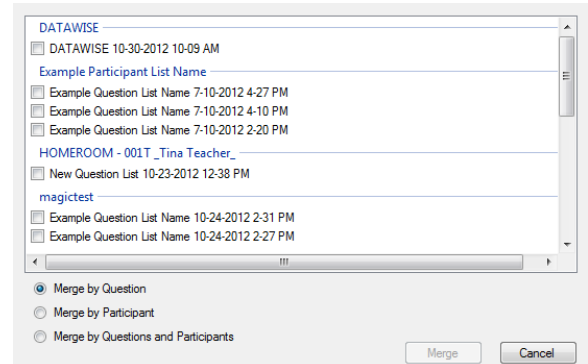 DATAWISE
DATAWISE 10-30-2012 10-09 AM
Example Participant List Name
Example Question List Name 7-10-2012 4-27 PM
Example Question List Name 7-10-2012 4-10 PM
Example Question List Name 7-10-2012 2-20 PM
HOMEROOM - 001T _Tina Teacher_
New Question List 10-23-2012 12-38 PM
magictest
Example Question List Name 10-24-2012 2-31 PM
Example Question List Name 10-24-2012 2-27 PM
Merge by Question
Merge by Participant
Merge by Questions and Participants
Merge Cancel